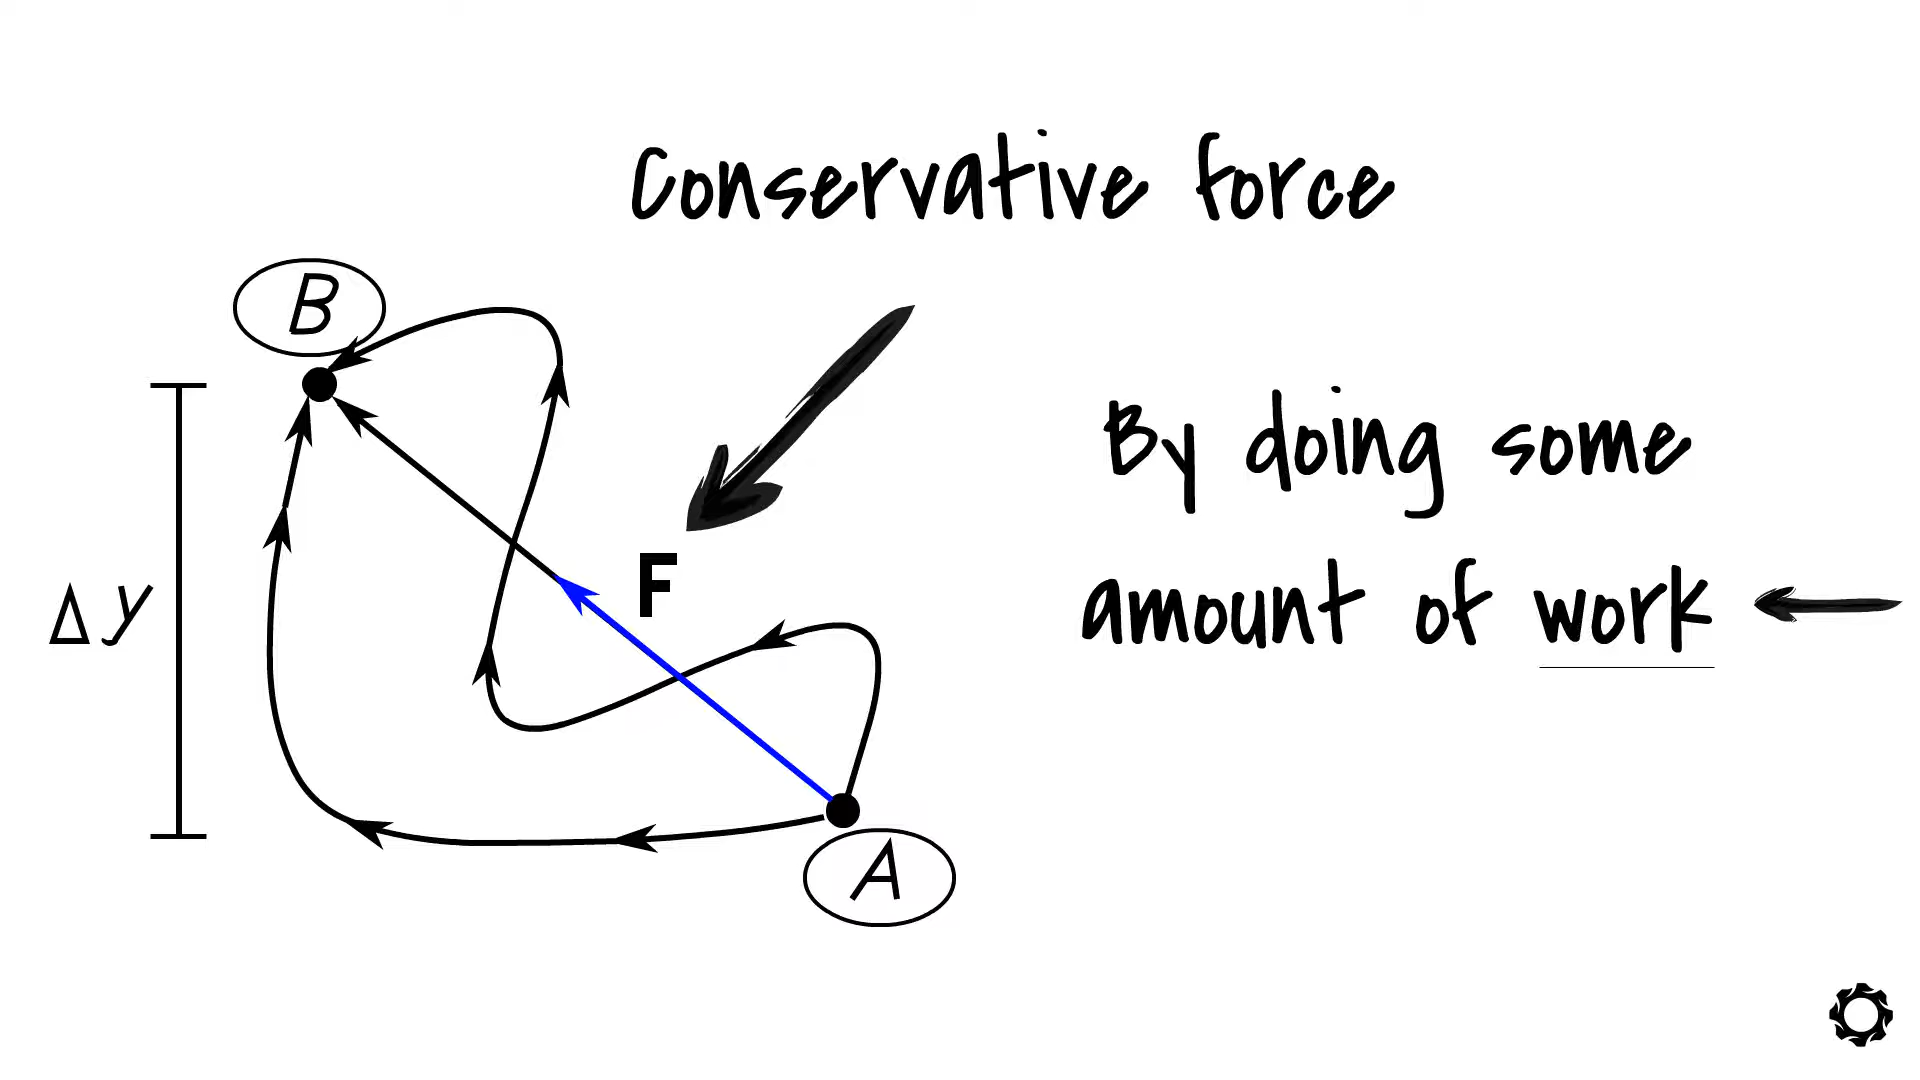 Conservative force
B
By doing some
F
Δy
amount of work
A